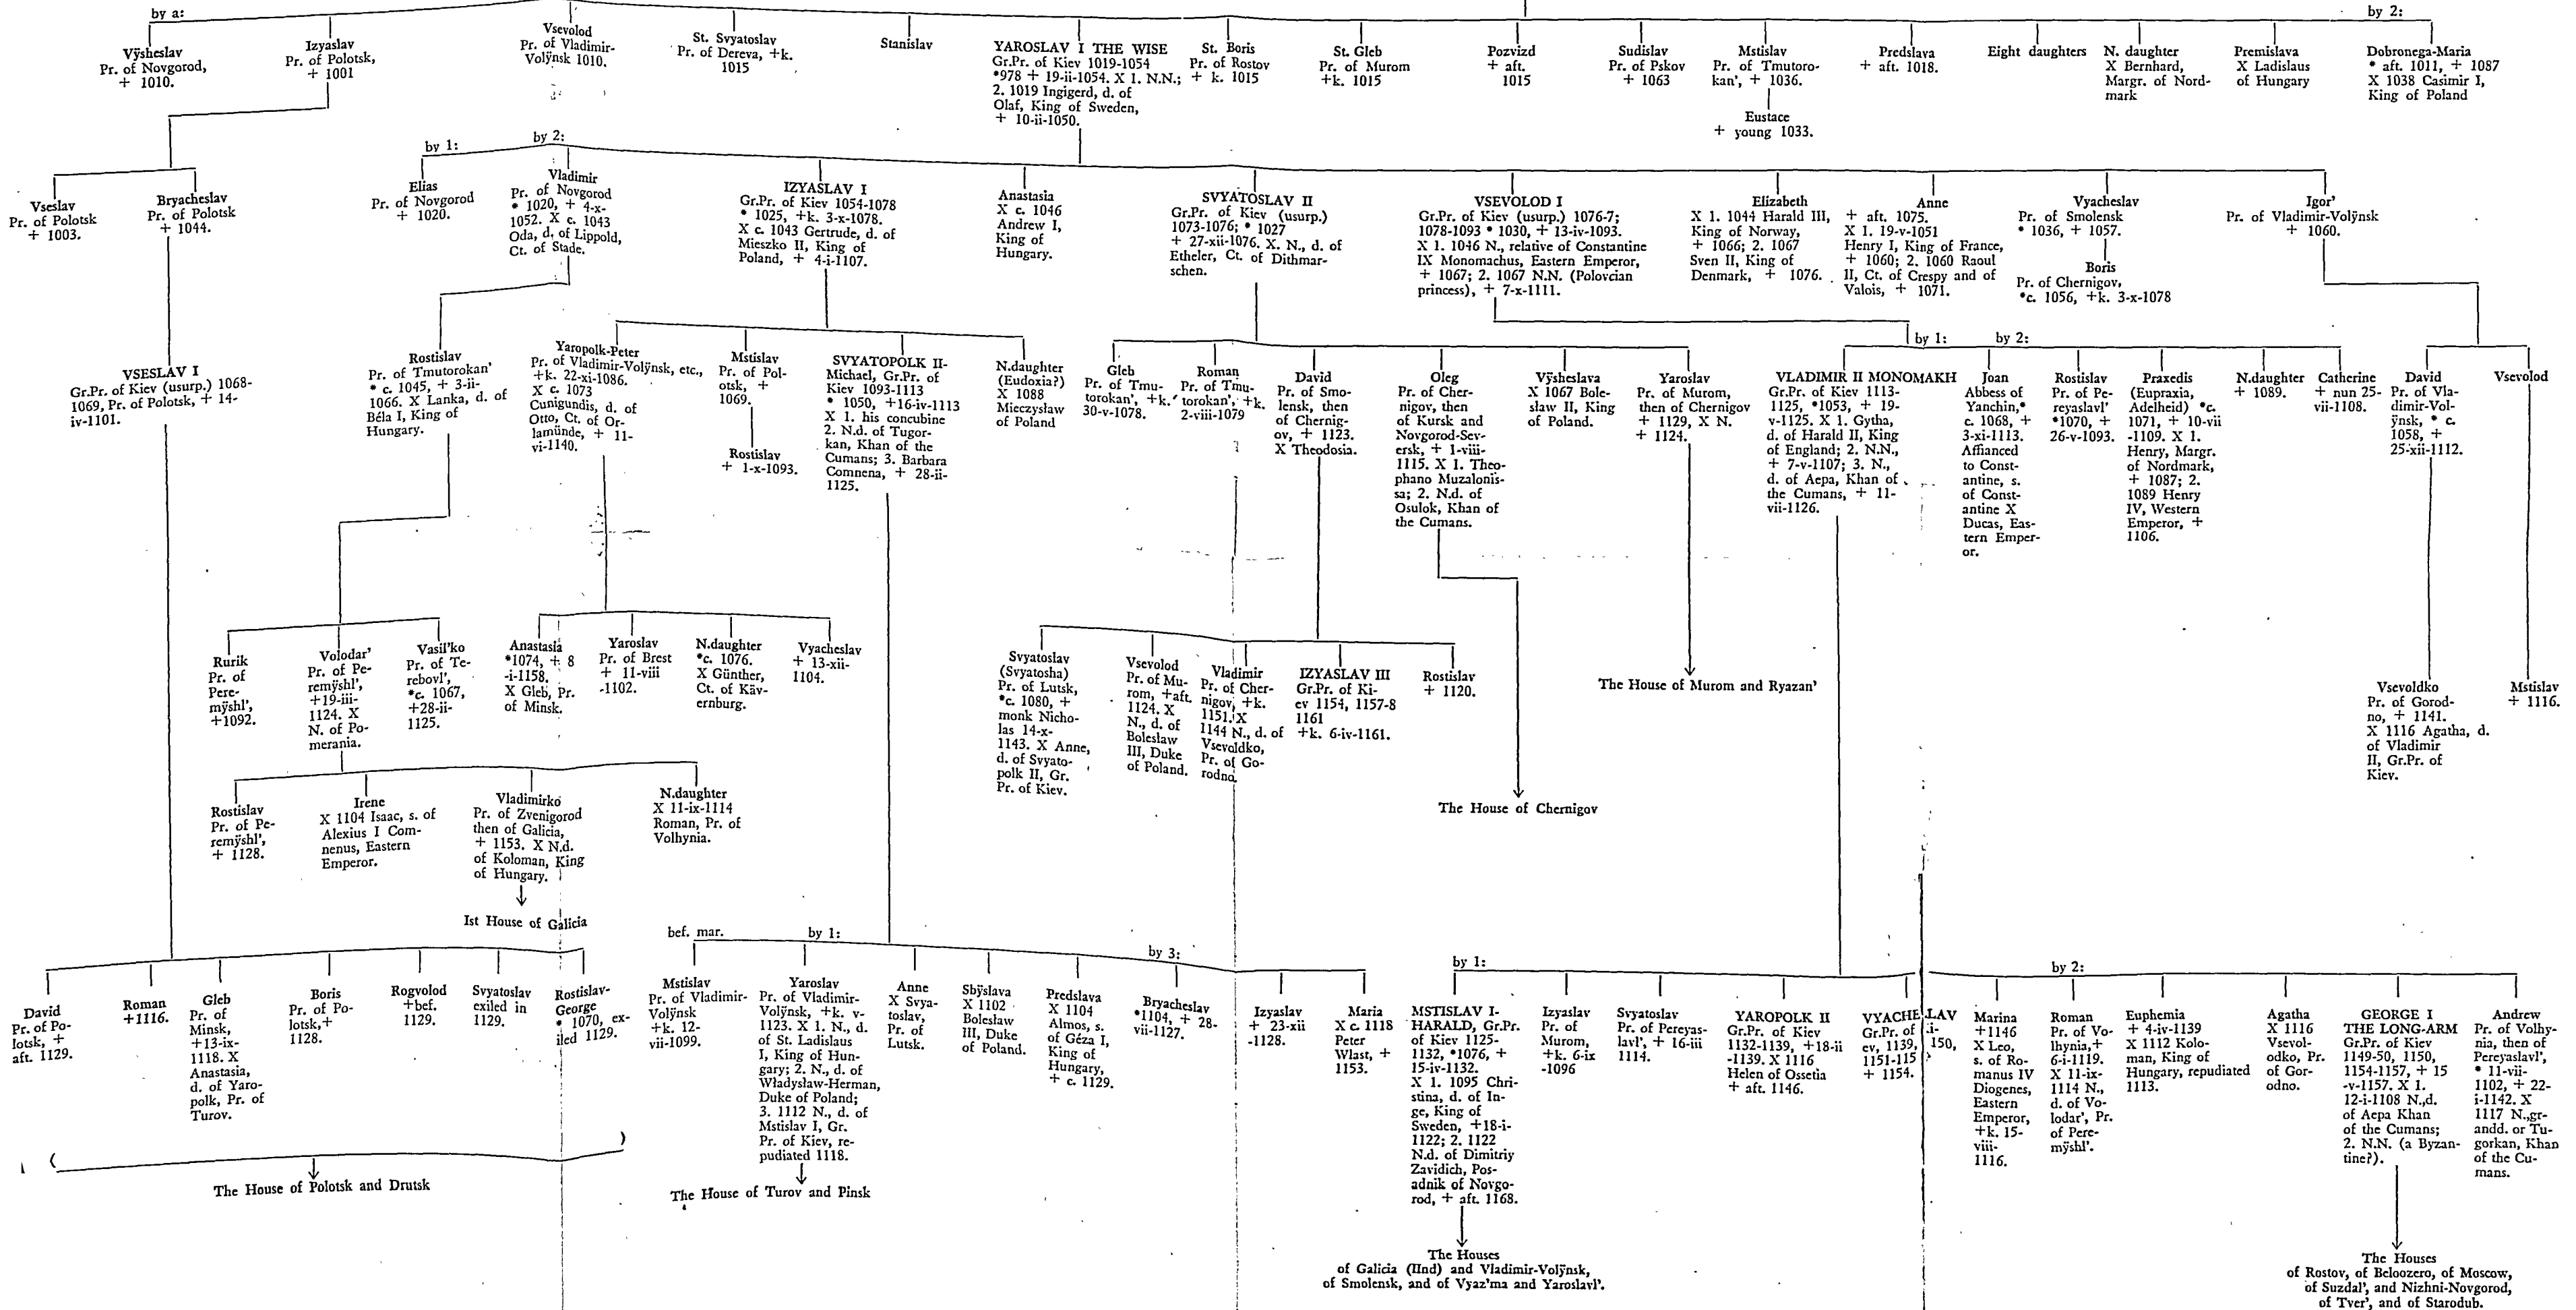 by a:
by 2:
Vÿsheslav
Pr. of Novgorod,
+ 1010.
Izyaslav
Pr. of Polotsk,
+ 1001
Vsevolod
Pr. of Vladimir-
Volÿnsk 1010.
St. Svyatoslav
Pr. of Dereva, +k.
1015
Stanislav
YAROSLAV I THE WISE
Gr.Pr. of Kiev 1019-1054
*978 + 19-ii-1054. X 1. N.N.;
2. 1019 Ingigerd, d. of
Olaf, King of Sweden,
+ 10-ii-1050.
St. Boris
Pr. of Rostov
+ k. 1015
St. Gleb
Pr. of Murom
+k. 1015
Pozvizd
+ aft.
1015
Sudislav
Pr. of Pskov
+ 1063
Mstislav
Pr. of Tmutoro-
kan', + 1036.
Eustace
+ young 1033.
Predslava
+ aft. 1018.
Eight daughters
N. daughter
X Bernhard,
Margr. of Nord-
mark
Premislava
X Ladislaus
of Hungary
Dobronega-Maria
* aft. 1011, + 1087
X 1038 Casimir I,
King of Poland
by 1:
by 2:
Vseslav
Pr. of Polotsk
+ 1003.
Bryacheslav
Pr. of Polotsk
+ 1044.
Elias
Pr. of Novgorod
+ 1020.
Vladimir
Pr. of Novgorod
* 1020, + 4-x-
1052. X c. 1043
Oda, d. of Lippold,
Ct. of Stade.
IZYASLAV I
Gr.Pr. of Kiev 1054-1078
* 1025, +k. 3-x-1078.
X c. 1043 Gertrude, d. of
Mieszko II, King of
Poland, + 4-i-1107.
Anastasia
X c. 1046
Andrew I,
King of
Hungary.
SVYATOSLAV II
Gr.Pr. of Kiev (usurp.)
1073-1076; * 1027
+ 27-xii-1076. X. N., d. of
Etheler, Ct. of Dithmar-
schen.
VSEVOLOD I
Gr.Pr. of Kiev (usurp.) 1076-7;
1078-1093 * 1030, + 13-iv-1093.
X 1. 1046 N., relative of Constantine
IX Monomachus, Eastern Emperor,
+ 1067; 2. 1067 N.N. (Polovcian
princess), + 7-x-1111.
Elizabeth
X 1. 1044 Harald III,
King of Norway,
+ 1066; 2. 1067
Sven II, King of
Denmark, + 1076.
Anne
+ aft. 1075.
X 1. 19-v-1051
Henry I, King of France,
+ 1060; 2. 1060 Raoul
II, Ct. of Crespy and of
Valois, + 1071.
Vyacheslav
Pr. of Smolensk
* 1036, + 1057.
Boris
Pr. of Chernigov,
*c. 1056, +k. 3-x-1078
Igor'
Pr. of Vladimir-Volÿnsk
+ 1060.
by 1:
by 2:
VSESLAV I
Gr.Pr. of Kiev (usurp.) 1068-
1069, Pr. of Polotsk, + 14-
iv-1101.
Rostislav
Pr. of Tmutorokan'
* c. 1045, + 3-ii-
1066. X Lanka, d. of
Béla I, King of
Hungary.
Yaropolk-Peter
Pr. of Vladimir-Volÿnsk, etc.,
+k. 22-xi-1086.
X c. 1073
Cunigundis, d. of
Otto, Ct. of Or-
lamünde, + 11-
vi-1140.
Mstislav
Pr. of Pol-
otsk, +
1069.
Rostislav
+ 1-x-1093.
SVYATOPOLK II-
Michael, Gr.Pr. of
Kiev 1093-1113
* 1050, +16-iv-1113
X 1. his concubine
2. N.d. of Tugor-
kan, Khan of the
Cumans; 3. Barbara
Comnena, + 28-ii-
1125.
N.daughter
(Eudoxia?)
X 1088
Mieczysław
of Poland
Gleb
Pr. of Tmu-
torokan', +k.
30-v-1078.
Roman
Pr. of Tmu-
torokan', +k.
2-viii-1079
David
Pr. of Smo-
lensk, then
of Chernig-
ov, + 1123.
X Theodosia.
Oleg
Pr. of Cher-
nigov, then
of Kursk and
Novgorod-Sev-
ersk, + 1-viii-
1115. X 1. Theo-
phano Muzalonis-
sa; 2. N.d. of
Osulok, Khan of
the Cumans.
Vÿsheslava
X 1067 Bole-
sław II, King
of Poland.
Yaroslav
Pr. of Murom,
then of Chernigov
+ 1129, X N.
+ 1124.
VLADIMIR II MONOMAKH
Gr.Pr. of Kiev 1113-
1125, *1053, + 19-
v-1125. X 1. Gytha,
d. of Harald II, King
of England; 2. N.N.,
+ 7-v-1107; 3. N.,
d. of Aepa, Khan of
the Cumans, + 11-
vii-1126.
Joan
Abbess of
Yanchin,*
c. 1068, +
3-xi-1113.
Affianced
to Const-
antine, s.
of Const-
antine X
Ducas, Eas-
tern Emper-
or.
Rostislav
Pr. of Pe-
reyaslavl'
*1070, +
26-v-1093.
Praxedis
(Eupraxia,
Adelheid) *c.
1071, + 10-vii
-1109. X 1.
Henry, Margr.
of Nordmark,
+ 1087; 2.
1089 Henry
IV, Western
Emperor, +
1106.
N.daughter
+ 1089.
Catherine
+ nun 25-
vii-1108.
David
Pr. of Vla-
dimir-Vol-
ÿnsk, * c.
1058, +
25-xii-1112.
Vsevolod
Rurik
Pr. of
Pere-
mÿshl',
+1092.
Volodar'
Pr. of Pe-
remÿshl',
+19-iii-
1124. X
N. of Po-
merania.
Vasil'ko
Pr. of Te-
rebovl',
*c. 1067,
+28-ii-
1125.
Anastasia
*1074, + 8
-i-1158.
X Gleb, Pr.
of Minsk.
Yaroslav
Pr. of Brest
+ 11-viii
-1102.
N.daughter
*c. 1076.
X Günther,
Ct. of Käv-
ernburg.
Vyacheslav
+ 13-xii-
1104.
Svyatoslav
(Svyatosha)
Pr. of Lutsk,
*c. 1080, +
monk Nicho-
las 14-x-
1143. X Anne,
d. of Svyato-
polk II, Gr.
Pr. of Kiev.
Vsevolod
Pr. of Mu-
rom, +aft.
1124. X
N., d. of
Bolesław
III, Duke
of Poland.
Vladimir
Pr. of Cher-
nigov, +k.
1151. X
1144 N., d. of
Vsevoldko,
Pr. of Go-
rodno.
IZYASLAV III
Gr.Pr. of Ki-
ev 1154, 1157-8
1161
+k. 6-iv-1161.
Rostislav
+ 1120.
The House of Murom and Ryazan'
The House of Chernigov
Vsevoldko
Pr. of Gorod-
no, + 1141.
X 1116 Agatha, d.
of Vladimir
II, Gr.Pr. of
Kiev.
Mstislav
+ 1116.
Rostislav
Pr. of Pe-
remÿshl',
+ 1128.
Irene
X 1104 Isaac, s. of
Alexius I Com-
nenus, Eastern
Emperor.
Vladimirko
Pr. of Zvenigorod
then of Galicia,
+ 1153. X N.d.
of Koloman, King
of Hungary.
N.daughter
X 11-ix-1114
Roman, Pr. of
Volhynia.
Ist House of Galicia
bef. mar.
by 1:
by 3:
by 1:
by 2:
David
Pr. of Po-
lotsk, +
aft. 1129.
Roman
+1116.
Gleb
Pr. of
Minsk,
+13-ix-
1118. X
Anastasia,
d. of Yaro-
polk, Pr. of
Turov.
Boris
Pr. of Po-
lotsk,+
1128.
Rogvolod
+bef.
1129.
Svyatoslav
exiled in
1129.
Rostislav-
George
* 1070, ex-
iled 1129.
The House of Polotsk and Drutsk
Mstislav
Pr. of Vladimir-
Volÿnsk
+k. 12-
vii-1099.
Yaroslav
Pr. of Vladimir-
Volÿnsk, +k. v-
1123. X 1. N., d.
of St. Ladislaus
I, King of Hun-
gary; 2. N., d. of
Władysław-Herman,
Duke of Poland;
3. 1112 N., d. of
Mstislav I, Gr.
Pr. of Kiev, re-
pudiated 1118.
The House of Turov and Pinsk
Anne
X Svya-
toslav,
Pr. of
Lutsk.
Sbÿslava
X 1102
Bolesław
III, Duke
of Poland.
Predslava
X 1104
Almos, s.
of Géza I,
King of
Hungary,
+ c. 1129.
Bryacheslav
*1104, + 28-
vii-1127.
Izyaslav
+ 23-xii
-1128.
Maria
X c. 1118
Peter
Wlast, +
1153.
MSTISLAV I-
HARALD, Gr.Pr.
of Kiev 1125-
1132, *1076, +
15-iv-1132.
X 1. 1095 Chri-
stina, d. of In-
ge, King of
Sweden, +18-i-
1122; 2. 1122
N.d. of Dimitriy
Zavidich, Pos-
adnik of Novgo-
rod, + aft. 1168.
The Houses
of Galicia (IInd) and Vladimir-Volÿnsk,
of Smolensk, and of Vyaz'ma and Yaroslavl'.
Izyaslav
Pr. of
Murom,
+k. 6-ix
-1096
Svyatoslav
Pr. of Pereyas-
lavl', + 16-iii
1114.
YAROPOLK II
Gr.Pr. of Kiev
1132-1139, +18-ii
-1139. X 1116
Helen of Ossetia
+ aft. 1146.
VYACHE LAV
Gr.Pr. of i-
ev, 1139, 150,
1151-115
+ 1154.
Marina
+1146
X Leo,
s. of Ro-
manus IV
Diogenes,
Eastern
Emperor,
+k. 15-
viii-
1116.
Roman
Pr. of Vo-
lhynia,+
6-i-1119.
X 11-ix-
1114 N.,
d. of Vo-
lodar', Pr.
of Pere-
mÿshl'.
Euphemia
+ 4-iv-1139
X 1112 Kolo-
man, King of
Hungary, repudiated
1113.
Agatha
X 1116
Vsevol-
odko, Pr.
of Gor-
odno.
GEORGE I
THE LONG-ARM
Gr.Pr. of Kiev
1149-50, 1150,
1154-1157, + 15
-v-1157. X 1.
12-i-1108 N.,d.
of Aepa Khan
of the Cumans;
2. N.N. (a Byzan-
tine?).
The Houses
of Rostov, of Beloozero, of Moscow,
of Suzdal', and Nizhni-Novgorod,
of Tver', and of Starodub.
Andrew
Pr. of Volhy-
nia, then of
Pereyaslavl',
* 11-vii-
1102, + 22-
i-1142. X
1117 N.,gr-
andd. or Tu-
gorkan, Khan
of the Cu-
mans.